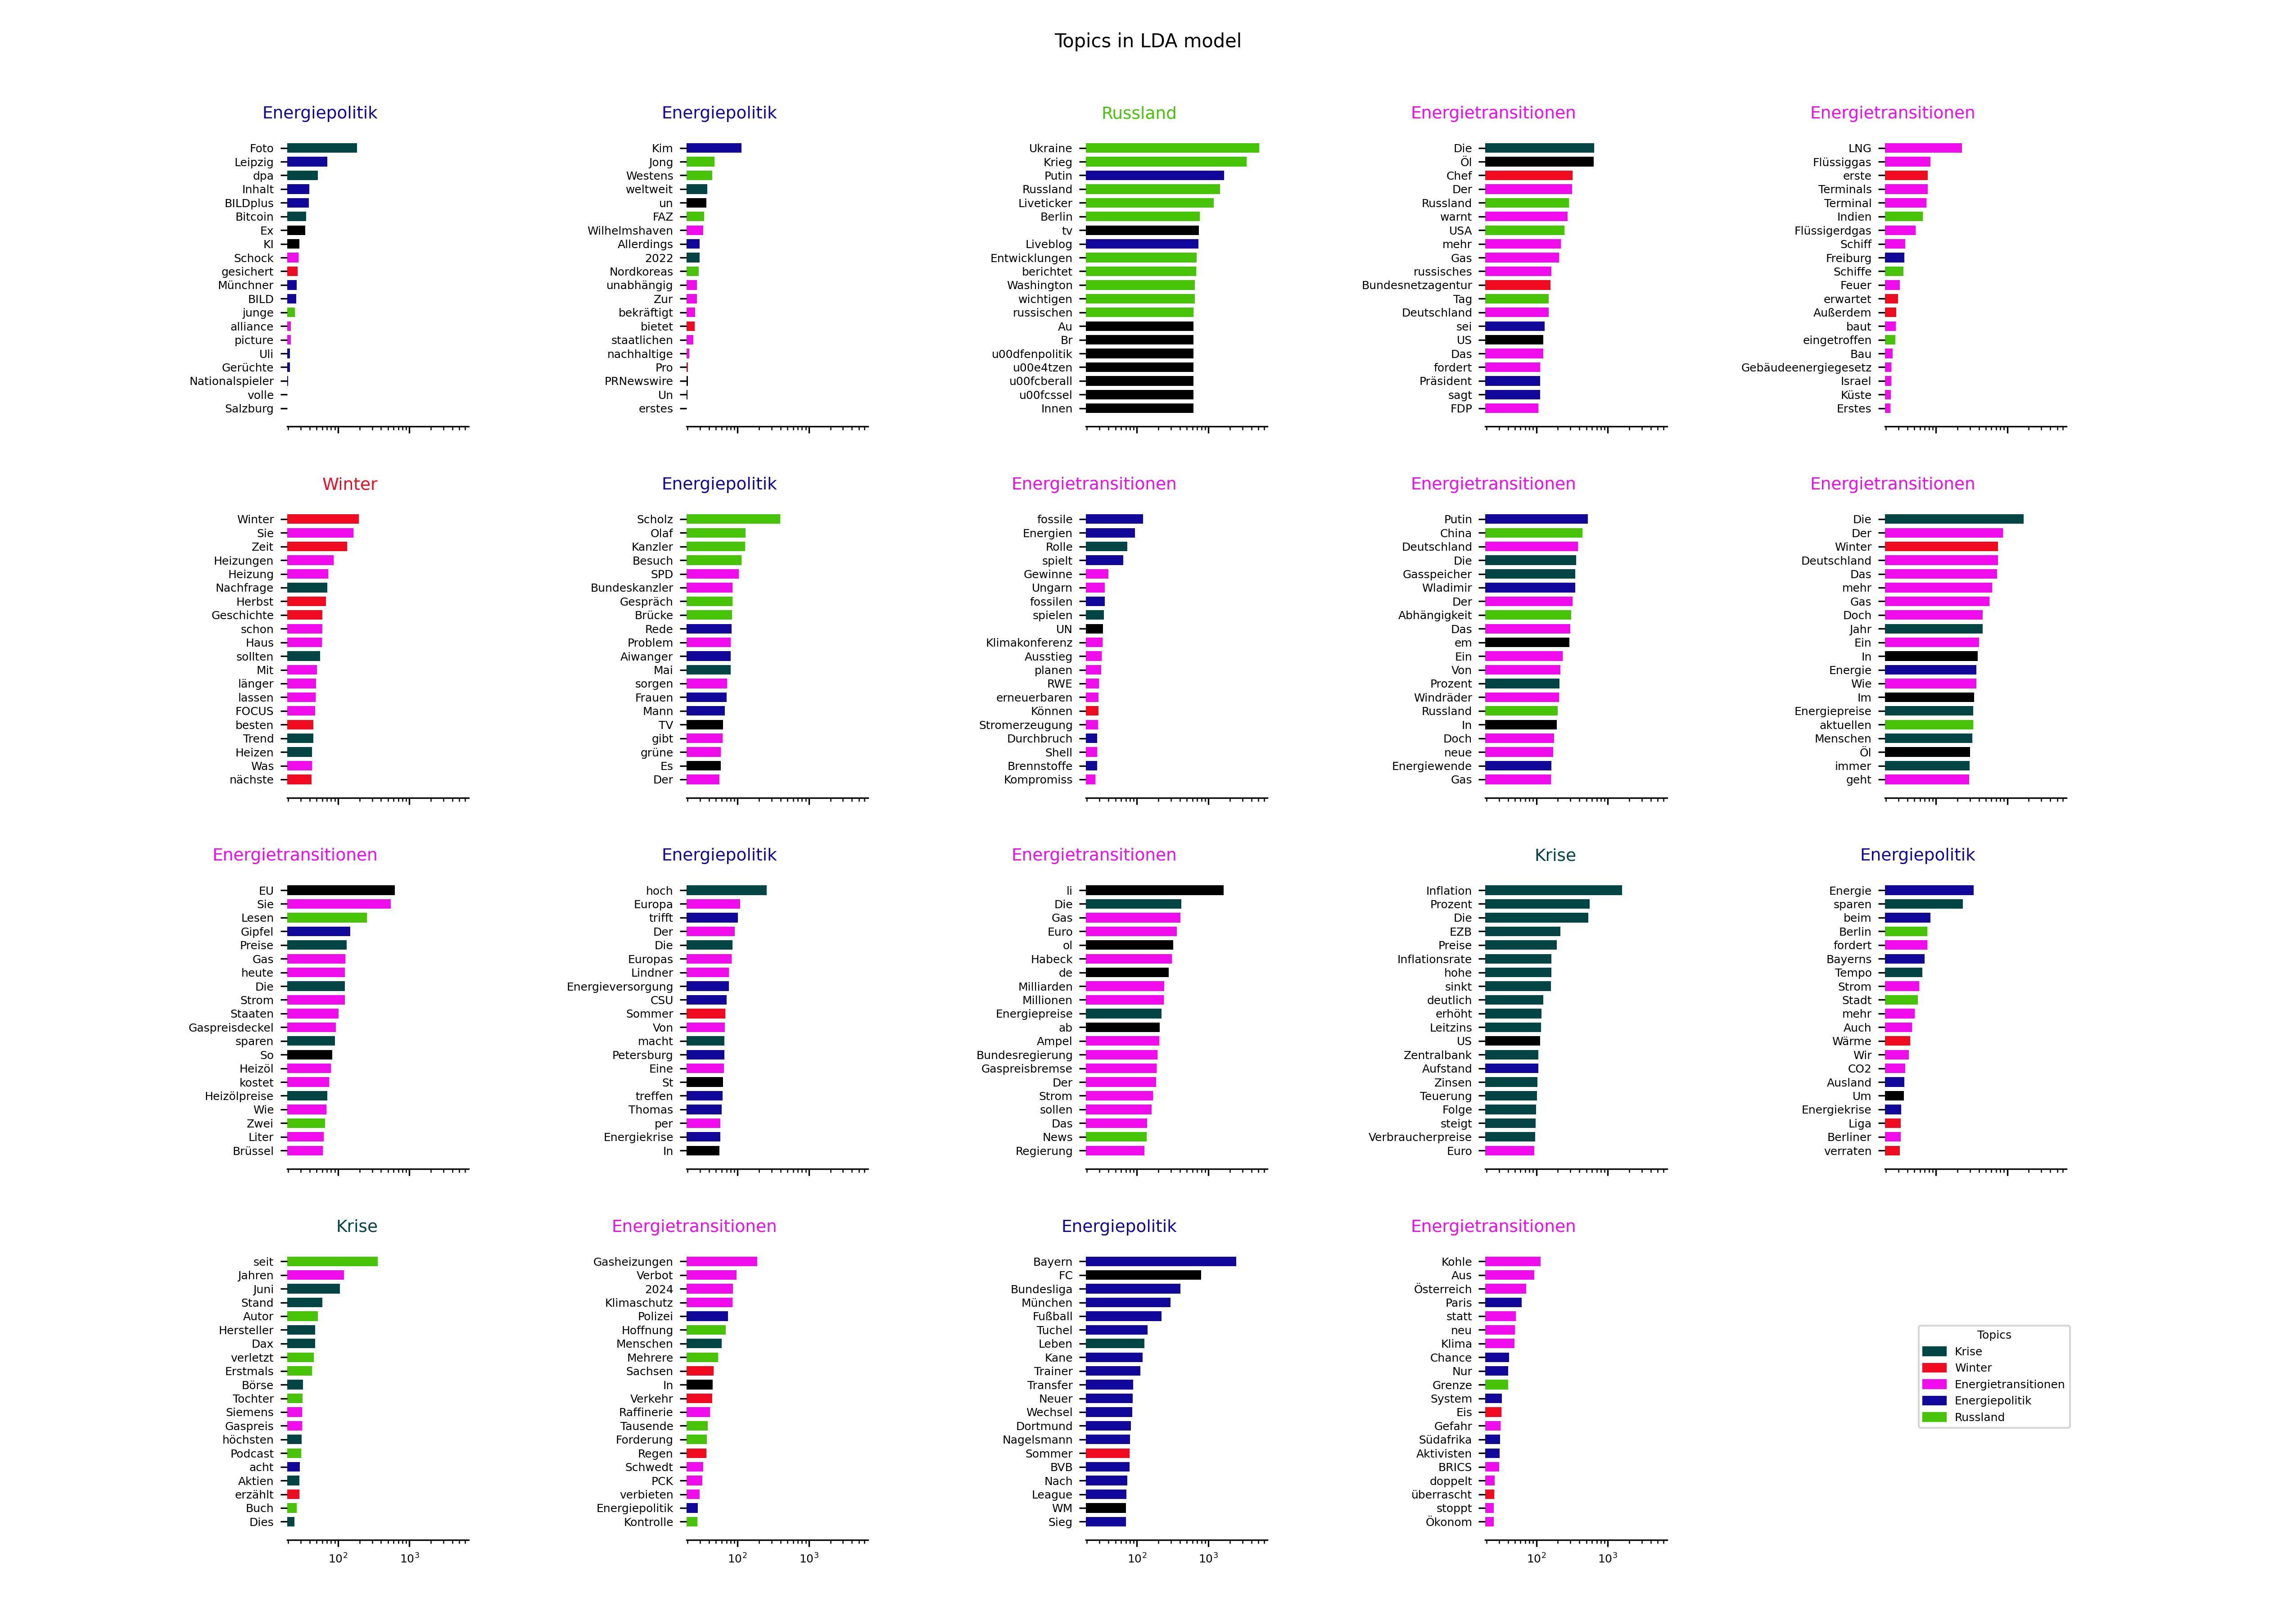 Topics in LDA model
Energiepolitik
Foto
Leipzig
dpa
Inhalt
BILDplus
Bitcoin
Ex
KI
Schock
gesichert
Münchner
BILD
junge
alliance
picture
Uli
Gerüchte
Nationalspieler
volle
Salzburg
Energiepolitik
Kim
Jong
Westens
weltweit
un
FAZ
Wilhelmshaven
Allerdings
2022
Nordkoreas
unabhängig
Zur
bekräftigt
bietet
staatlichen
nachhaltige
Pro
PRNewswire
Un
erstes
Russland
Ukraine
Krieg
Putin
Russland
Liveticker
Berlin
tv
Liveblog
Entwicklungen
berichtet
Washington
wichtigen
russischen
Au
Br
u00dfenpolitik
u00e4tzen
u00fcberall
u00fcssel
Innen
Energietransitionen
Die
Öl
Chef
Der
Russland
warnt
USA
mehr
Gas
russisches
Bundesnetzagentur
Tag
Deutschland
sei
US
Das
fordert
Präsident
sagt
FDP
Energietransitionen
LNG
Flüssiggas
erste
Terminals
Terminal
Indien
Flüssigerdgas
Schiff
Freiburg
Schiffe
Feuer
erwartet
Außerdem
baut
eingetroffen
Bau
Gebäudeenergiegesetz
Israel
Küste
Erstes
Winter
Winter
Sie
Zeit
Heizungen
Heizung
Nachfrage
Herbst
Geschichte
schon
Haus
sollten
Mit
länger
lassen
FOCUS
besten
Trend
Heizen
Was
nächste
Energiepolitik
Scholz
Olaf
Kanzler
Besuch
SPD
Bundeskanzler
Gespräch
Brücke
Rede
Problem
Aiwanger
Mai
sorgen
Frauen
Mann
TV
gibt
grüne
Es
Der
Energietransitionen
fossile
Energien
Rolle
spielt
Gewinne
Ungarn
fossilen
spielen
UN
Klimakonferenz
Ausstieg
planen
RWE
erneuerbaren
Können
Stromerzeugung
Durchbruch
Shell
Brennstoffe
Kompromiss
Energietransitionen
Putin
China
Deutschland
Die
Gasspeicher
Wladimir
Der
Abhängigkeit
Das
em
Ein
Von
Prozent
Windräder
Russland
In
Doch
neue
Energiewende
Gas
Energietransitionen
Die
Der
Winter
Deutschland
Das
mehr
Gas
Doch
Jahr
Ein
In
Energie
Wie
Im
Energiepreise
aktuellen
Menschen
Öl
immer
geht
Energietransitionen
EU
Sie
Lesen
Gipfel
Preise
Gas
heute
Die
Strom
Staaten
Gaspreisdeckel
sparen
So
Heizöl
kostet
Heizölpreise
Wie
Zwei
Liter
Brüssel
Energiepolitik
hoch
Europa
trifft
Der
Die
Europas
Lindner
Energieversorgung
CSU
Sommer
Von
macht
Petersburg
Eine
St
treffen
Thomas
per
Energiekrise
In
Energietransitionen
li
Die
Gas
Euro
ol
Habeck
de
Milliarden
Millionen
Energiepreise
ab
Ampel
Bundesregierung
Gaspreisbremse
Der
Strom
sollen
Das
News
Regierung
Krise
Inflation
Prozent
Die
EZB
Preise
Inflationsrate
hohe
sinkt
deutlich
erhöht
Leitzins
US
Zentralbank
Aufstand
Zinsen
Teuerung
Folge
steigt
Verbraucherpreise
Euro
Energiepolitik
Energie
sparen
beim
Berlin
fordert
Bayerns
Tempo
Strom
Stadt
mehr
Auch
Wärme
Wir
CO2
Ausland
Um
Energiekrise
Liga
Berliner
verraten
Krise
seit
Jahren
Juni
Stand
Autor
Hersteller
Dax
verletzt
Erstmals
Börse
Tochter
Siemens
Gaspreis
höchsten
Podcast
acht
Aktien
erzählt
Buch
Dies
10² 10³
Energietransitionen
Gasheizungen
Verbot
2024
Klimaschutz
Polizei
Hoffnung
Menschen
Mehrere
Sachsen
In
Verkehr
Raffinerie
Tausende
Forderung
Regen
Schwedt
PCK
verbieten
Energiepolitik
Kontrolle
10² 10³
Energiepolitik
Bayern
FC
Bundesliga
München
Fußball
Tuchel
Leben
Kane
Trainer
Transfer
Neuer
Wechsel
Dortmund
Nagelsmann
Sommer
BVB
Nach
League
WM
Sieg
10² 10³
Energietransitionen
Kohle
Aus
Österreich
Paris
statt
neu
Klima
Chance
Nur
Grenze
System
Eis
Gefahr
Südafrika
Aktivisten
BRICS
doppelt
überrascht
stoppt
Ökonom
10² 10³
Topics
Krise
Winter
Energietransitionen
Energiepolitik
Russland